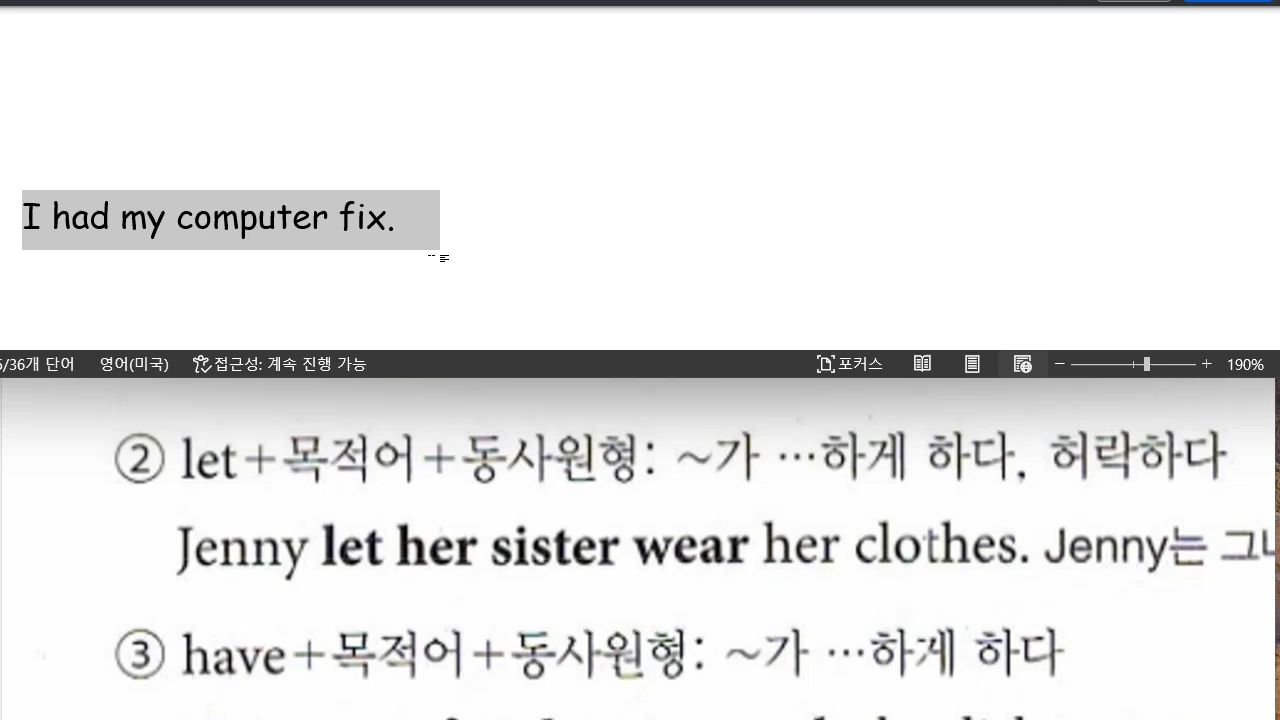 I had my computer fix.
36개 단어 영어(미국) 접근성: 계속 진행 가능 포커스 190%
② let+목적어+동사원형: ~가 …하게 하다, 허락하다
Jenny let her sister wear her clothes. Jenny는
③ have+목적어+동사원형: ~가 …하게 하다